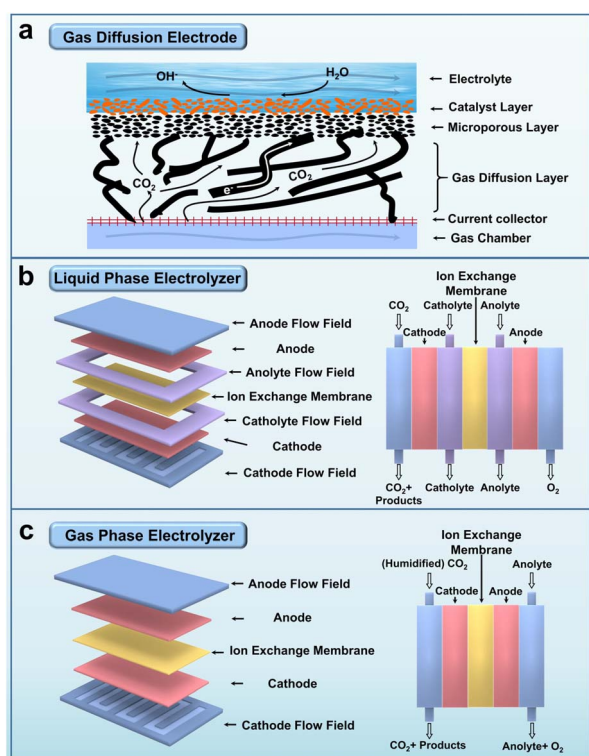 a
Gas Diffusion Electrode
OH-
H2O
Electrolyte
Catalyst Layer
Microporous Layer
CO2
CO2
e-
Gas Diffusion Layer
Current collector
Gas Chamber
b
Liquid Phase Electrolyzer
Anode Flow Field
Anode
Anolyte Flow Field
Ion Exchange Membrane
Catholyte Flow Field
Cathode
Cathode Flow Field
Ion Exchange
Membrane
CO2
Catholyte
Anolyte
Cathode
Anode
CO2+
Products
Catholyte
Anolyte
O2
c
Gas Phase Electrolyzer
Anode Flow Field
Anode
Ion Exchange Membrane
Cathode
Cathode Flow Field
Ion Exchange
Membrane
(Humidified) CO2
Anolyte
Cathode
Anode
CO2+ Products
Anolyte+ O2